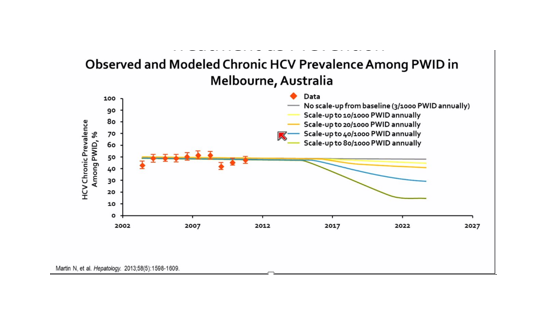 Observed and Modeled Chronic HCV Prevalence Among PWID in
Melbourne, Australia
Data
No scale-up from baseline (3/1000 PWID annually)
Scale-up to 10/1000 PWID annually
Scale-up to 20/1000 PWID annually
Scale-up to 40/1000 PWID annually
Scale-up to 80/1000 PWID annually
HCV Chronic Prevalence
Among PWID, %
100
90
80
70
60
50
40
30
20
10
0
2002 2007 2012 2017 2022 2027
Martin N, et al. Hepatology. 2013;58(5):1598-1609.